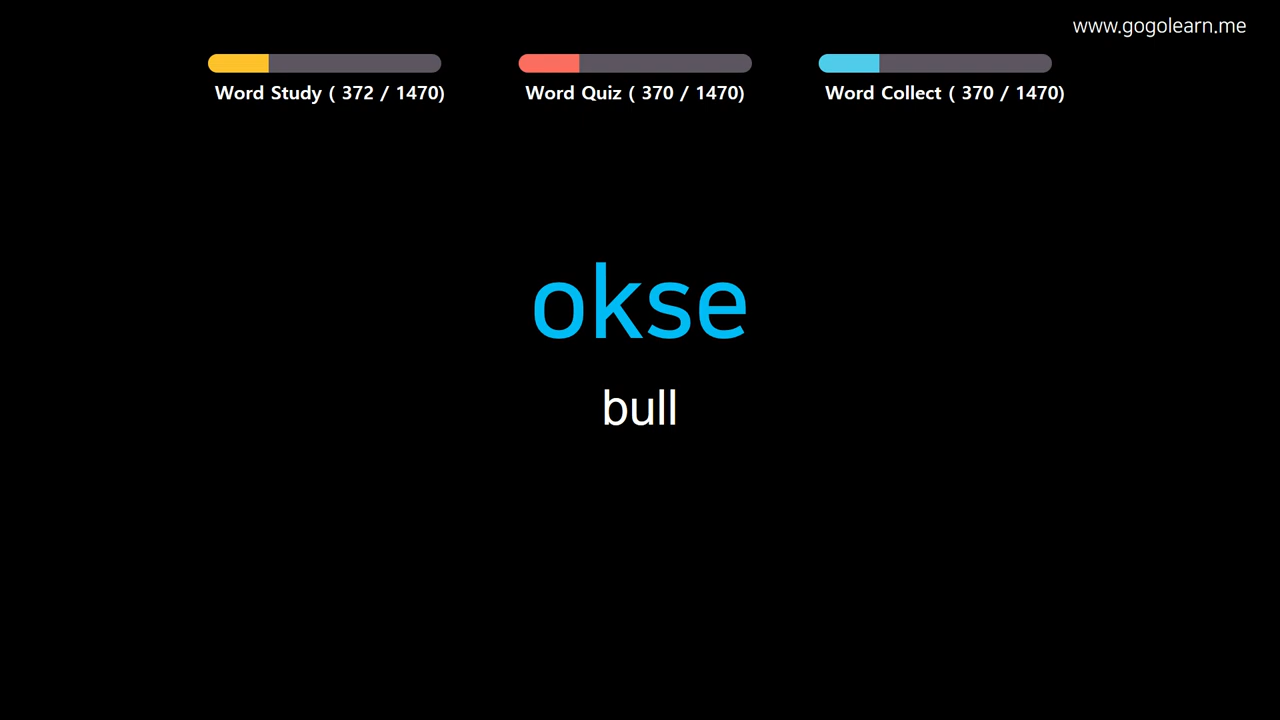 www.gogolearn.me
Word Study ( 372 / 1470)
Word Quiz ( 370 / 1470)
Word Collect ( 370 / 1470)
okse
bull